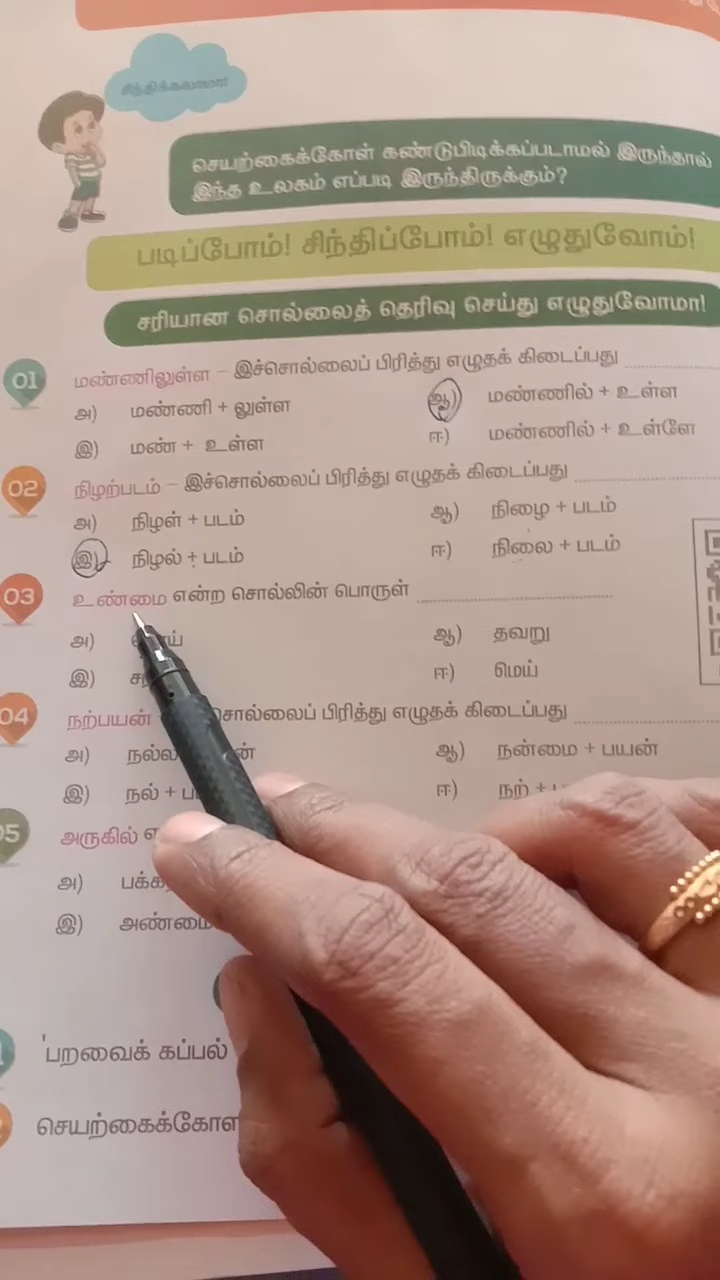 சிந்திக்கலாமா!
செயற்கைக்கோள் கண்டுபிடிக்கப்படாமல் இருந்தால்
இந்த உலகம் எப்படி இருந்திருக்கும்?
படிப்போம்! சிந்திப்போம்! எழுதுவோம்!
சரியான சொல்லைத் தெரிவு செய்து எழுதுவோமா!
01 மண்ணிலுள்ள – இச்சொல்லைப் பிரித்து எழுதக் கிடைப்பது
அ) மண்ணி + லுள்ள ஆ) மண்ணில் + உள்ள
இ) மண் + உள்ள ஈ) மண்ணில் + உள்ளே
02 நிழற்படம் – இச்சொல்லைப் பிரித்து எழுதக் கிடைப்பது
அ) நிழள் + படம் ஆ) நிழை + படம்
இ) நிழல் + படம் ஈ) நிலை + படம்
03 உண்மை என்ற சொல்லின் பொருள்
அ) ஆ) தவறு
இ) ஈ) மெய்
04 நற்பயன் சொல்லைப் பிரித்து எழுதக் கிடைப்பது
அ) ஆ) நன்மை + பயன்
இ) நல் + ஈ) நற் +
05 அருகில்
அ)
இ) அண்மை
'பறவைக் கப்பல்